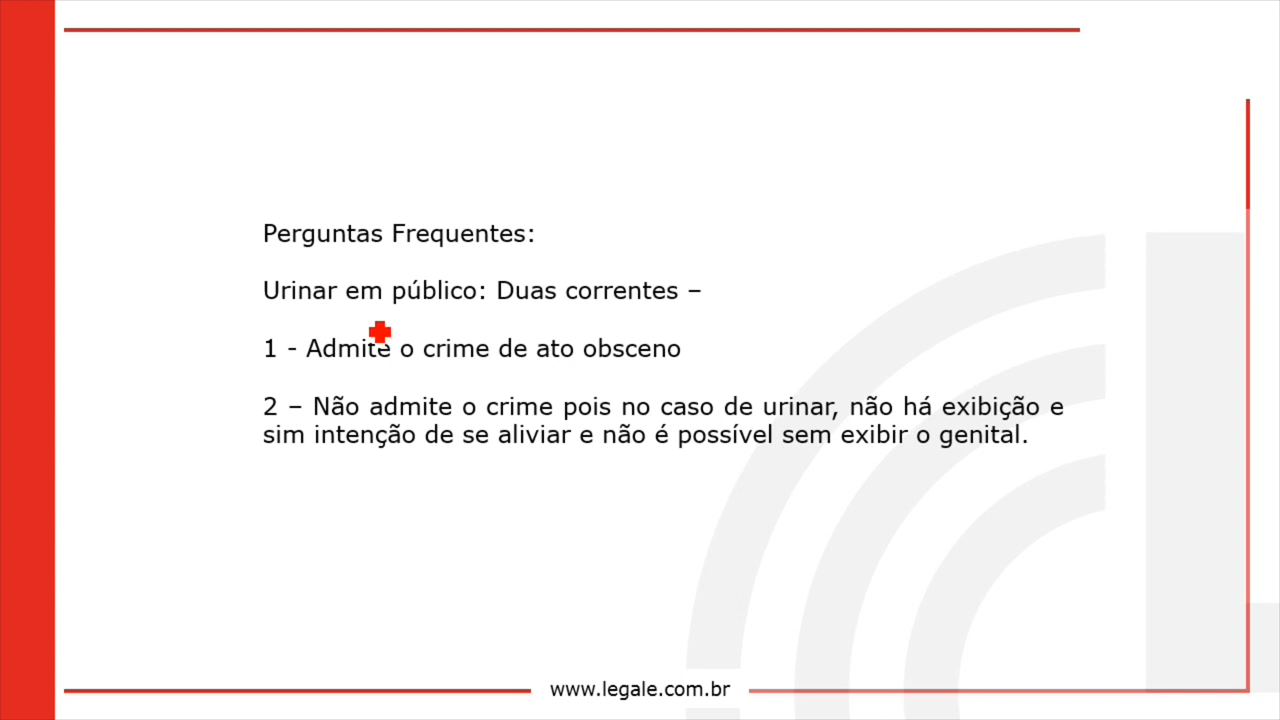 Perguntas Frequentes:
Urinar em público: Duas correntes –
1 - Admite o crime de ato obsceno
2 – Não admite o crime pois no caso de urinar, não há exibição e
sim intenção de se aliviar e não é possível sem exibir o genital.
www.legale.com.br